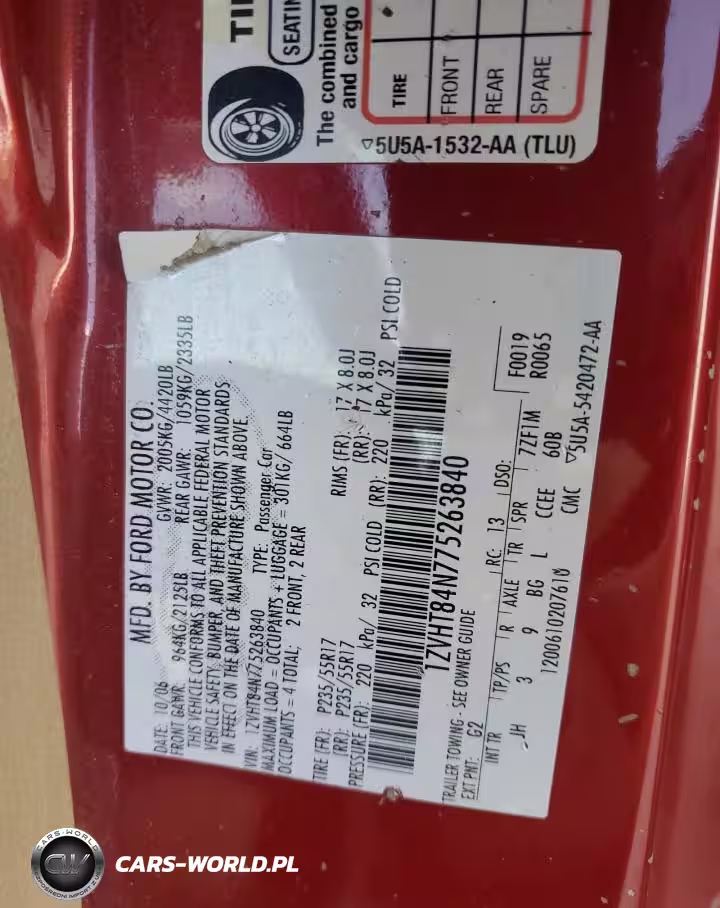 TI
SEATIN
The combined
and cargo
TIRE
FRONT
REAR
SPARE
▽5U5A-1532-AA (TLU)
MFD. BY FORD MOTOR CO.
DATE: 10/06 GVWR: 2005KG/4420LB
FRONT GAWR: 964KG/2125LB REAR GAWR: 1059KG/2335LB
THIS VEHICLE CONFORMS TO ALL APPLICABLE FEDERAL MOTOR
VEHICLE SAFETY, BUMPER, AND THEFT PREVENTION STANDARDS
IN EFFECT ON THE DATE OF MANUFACTURE SHOWN ABOVE.
VIN: 1ZVHT84N775263840 TYPE: Passenger Car
MAXIMUM LOAD = OCCUPANTS + LUGGAGE = 301KG/ 664LB
OCCUPANTS = 4 TOTAL; 2 FRONT, 2 REAR
TIRE (FR): P235/55R17 RIMS (FR): 17 X 8.0J
(RR): P235/55R17 (RR): 17 X 8.0J
PRESSURE (FR): 220 kPa/ 32 PSI COLD (RR): 220 kPa/ 32 PSI COLD
1ZVHT84N775263840
TRAILER TOWING - SEE OWNER GUIDE
EXT PNT: G2 RC: 13 DSO: F0019
R0065
INT TR TP/PS R AXLE TR SPR 7ZF1M
JH 3 9 BG L CCEE 60B
CMC ▽5U5A-5420472-AA
CARS-WORLD
CW
CARS-WORLD.PL